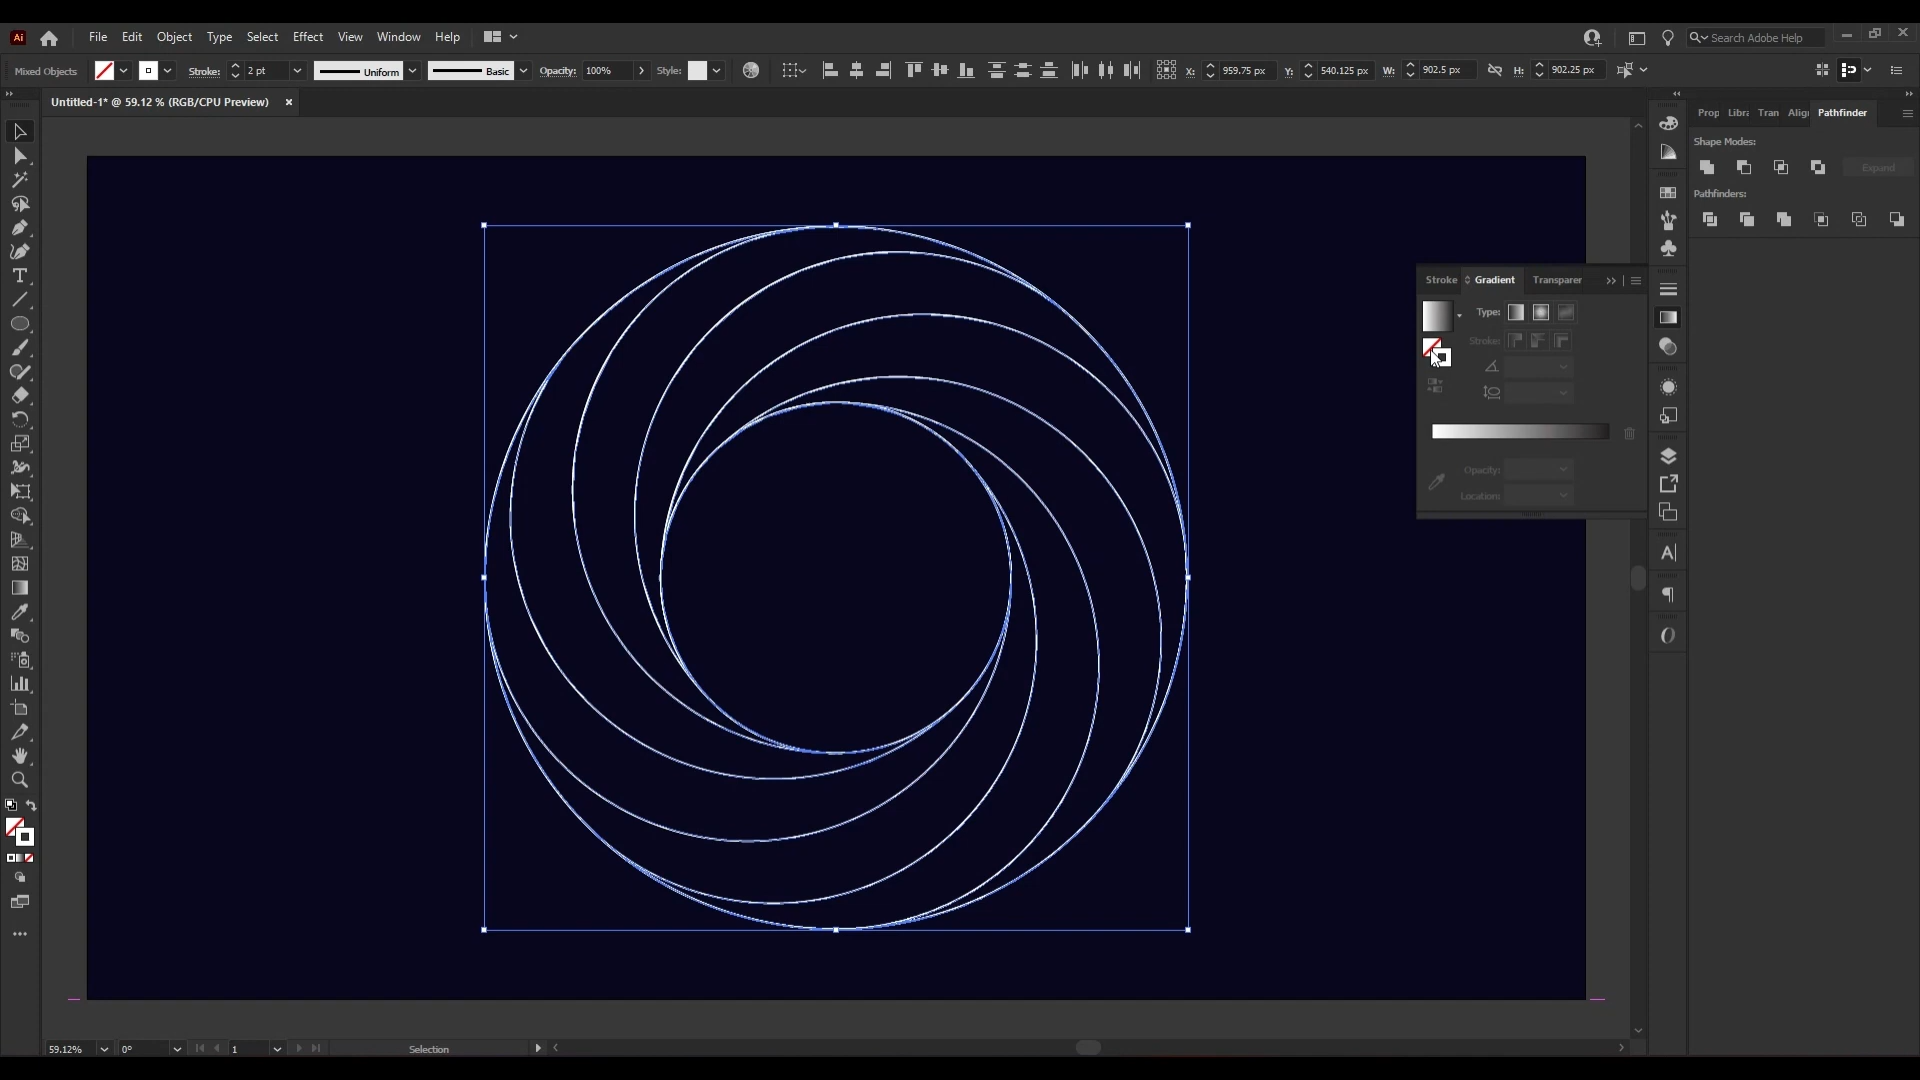 Ai File Edit Object Type Select Effect View Window Help Search Adobe Help
Mixed Objects Stroke: 2 pt Uniform Basic Opacity: 100% Style: X: 959.75 px Y: 540.125 px W: 902.5 px H: 902.25 px
Untitled-1* @ 59.12 % (RGB/CPU Preview) ×
Prop Libra Tran Alig Pathfinder
Shape Modes:
Expand
Pathfinders:
Stroke Gradient Transparer
Type:
Stroke:
Opacity:
Location:
59.12% 0° 1 Selection